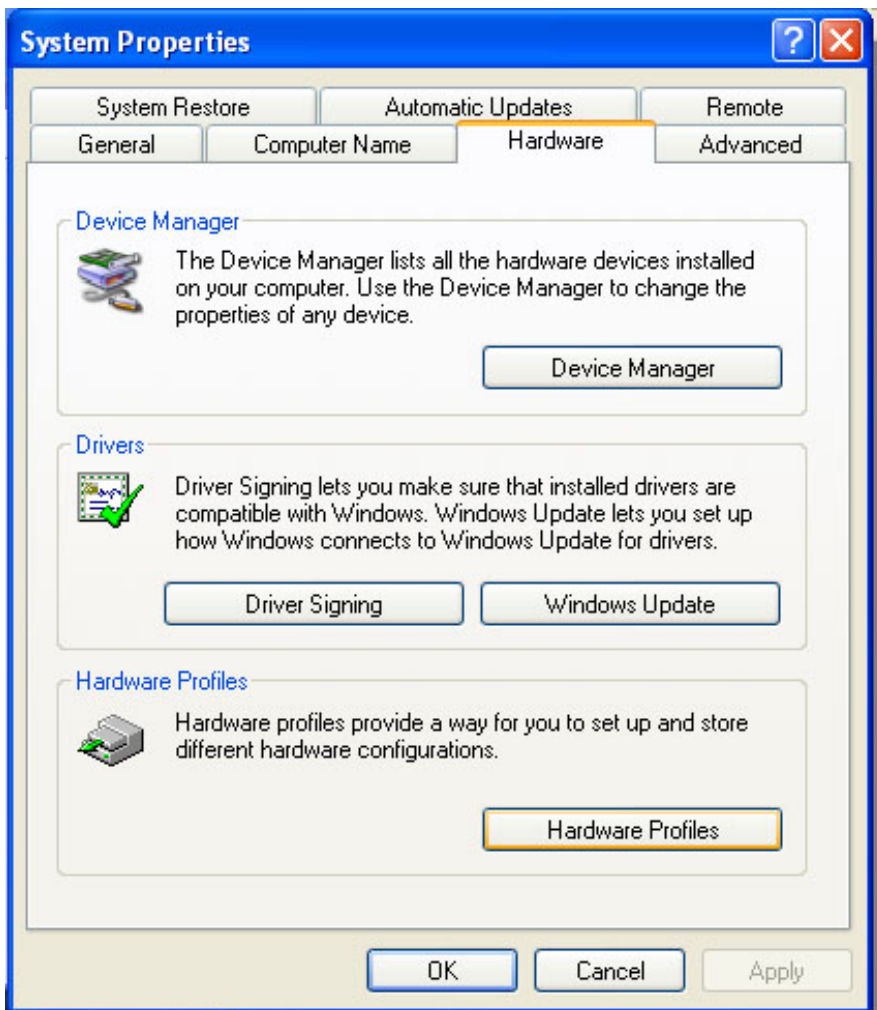 System Properties
?
X
System Restore
Automatic Updates
Remote
General
Computer Name
Hardware
Advanced
Device Manager
The Device Manager lists all the hardware devices installed
on your computer. Use the Device Manager to change the
properties of any device.
Device Manager
Drivers
Driver Signing lets you make sure that installed drivers are
compatible with Windows. Windows Update lets you set up
how Windows connects to Windows Update for drivers.
Driver Signing
Windows Update
Hardware Profiles
Hardware profiles provide a way for you to set up and store
different hardware configurations.
Hardware Profiles
OK
Cancel
Apply